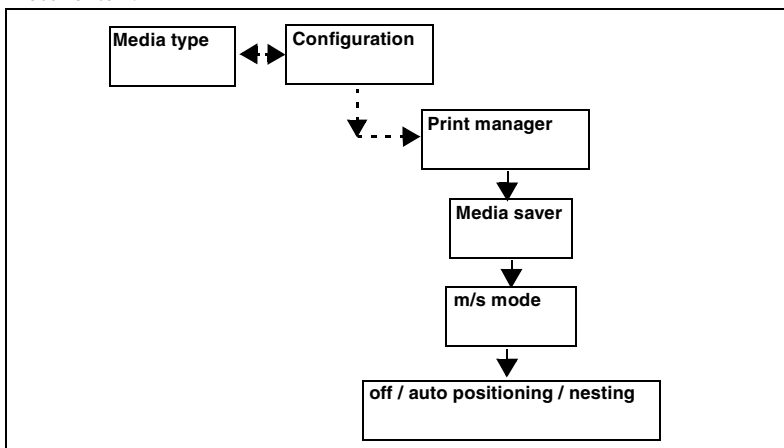 Media type
Configuration
Print manager
Media saver
m/s mode
off / auto positioning / nesting